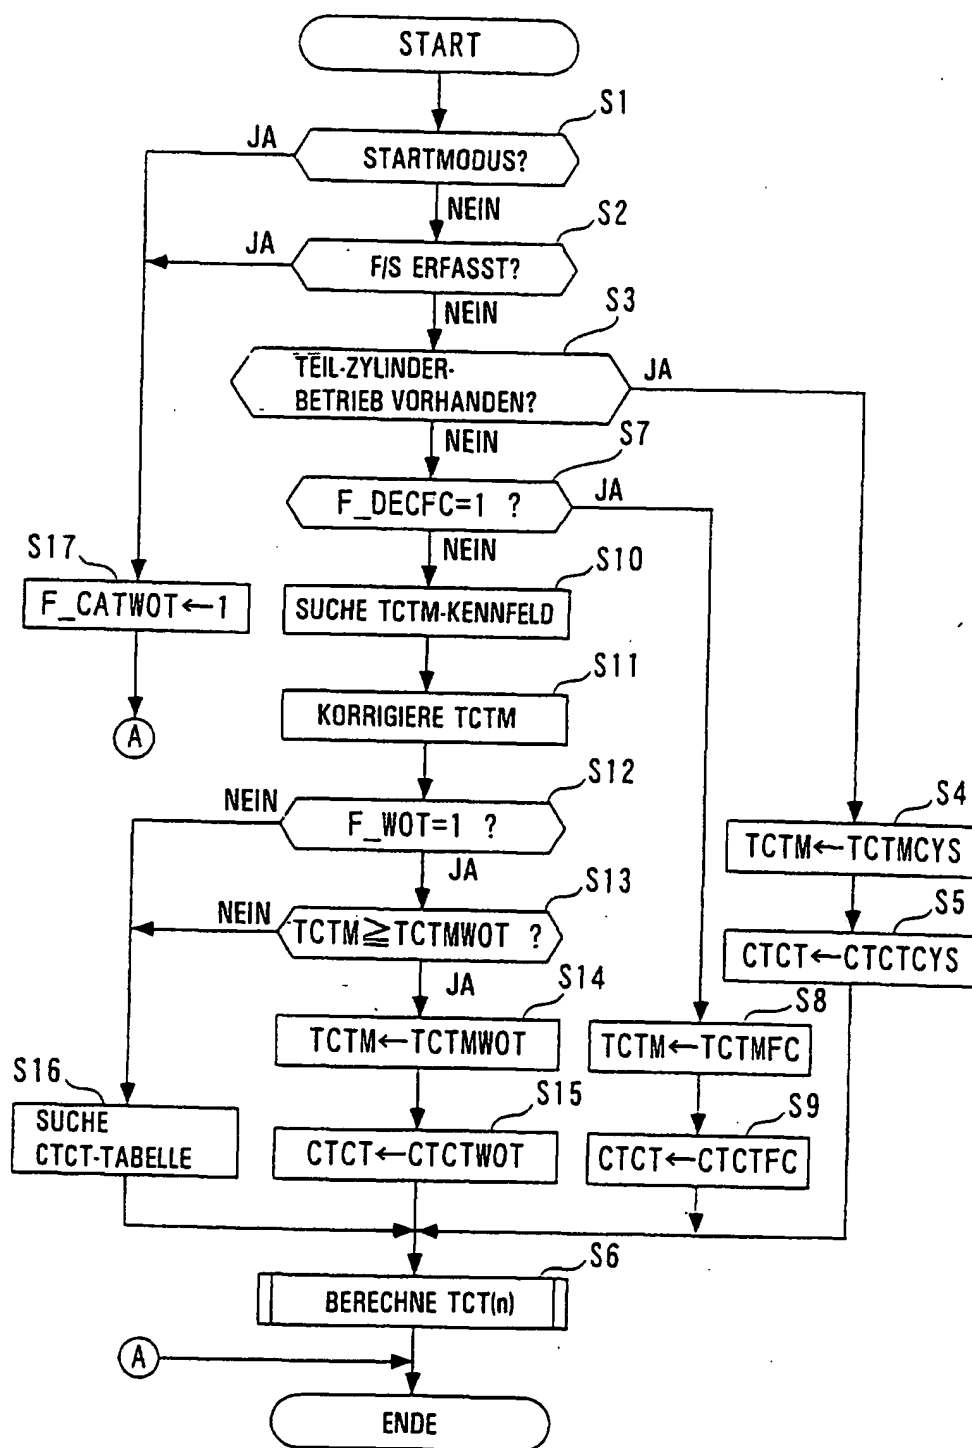 START
S1
JA
STARTMODUS?
NEIN
S2
JA
F/S ERFASST?
NEIN
S3
TEIL-ZYLINDER-
BETRIEB VORHANDEN?
JA
NEIN
S7
F_DECFC=1 ?
JA
NEIN
S17
F_CATWOT←1
A
S10
SUCHE TCTM-KENNFELD
S11
KORRIGIERE TCTM
S12
NEIN
F_WOT=1 ?
JA
S13
NEIN
TCTM≧TCTMWOT ?
JA
S4
TCTM←TCTMCYS
S5
CTCT←CTCTCYS
S14
TCTM←TCTMWOT
S8
TCTM←TCTMFC
S16
SUCHE
CTCT-TABELLE
S15
CTCT←CTCTWOT
S9
CTCT←CTCTFC
S6
BERECHNE TCT(n)
A
ENDE